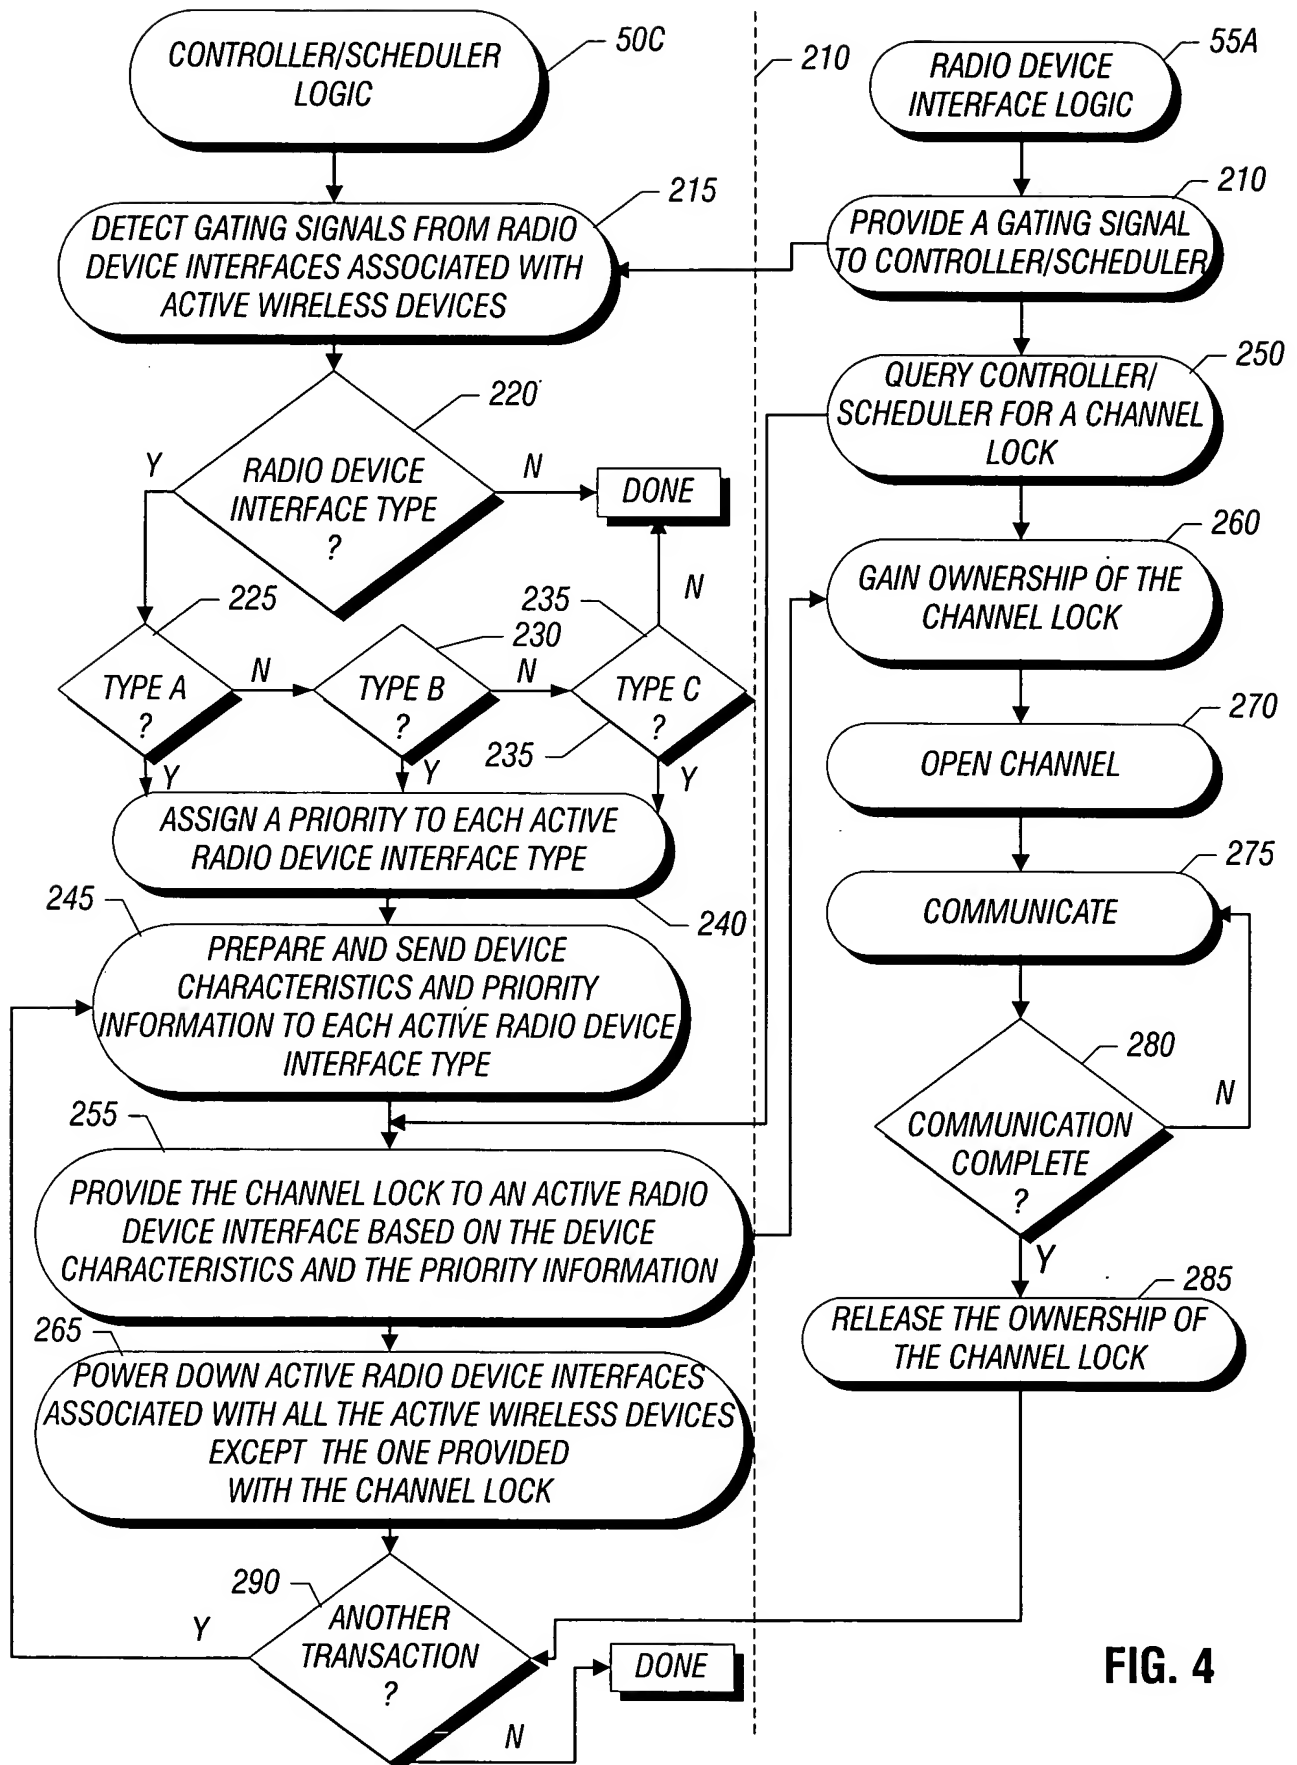 CONTROLLER/SCHEDULER
LOGIC
50C
210
RADIO DEVICE
INTERFACE LOGIC
55A
DETECT GATING SIGNALS FROM RADIO
DEVICE INTERFACES ASSOCIATED WITH
ACTIVE WIRELESS DEVICES
215
PROVIDE A GATING SIGNAL
TO CONTROLLER/SCHEDULER
210
RADIO DEVICE
INTERFACE TYPE
?
220
Y
N
DONE
QUERY CONTROLLER/
SCHEDULER FOR A CHANNEL
LOCK
250
TYPE A
?
225
N
Y
TYPE B
?
230
N
Y
TYPE C
?
235
235
N
Y
GAIN OWNERSHIP OF THE
CHANNEL LOCK
260
OPEN CHANNEL
270
ASSIGN A PRIORITY TO EACH ACTIVE
RADIO DEVICE INTERFACE TYPE
240
COMMUNICATE
275
245
PREPARE AND SEND DEVICE
CHARACTERISTICS AND PRIORITY
INFORMATION TO EACH ACTIVE RADIO DEVICE
INTERFACE TYPE
COMMUNICATION
COMPLETE
?
280
N
Y
255
PROVIDE THE CHANNEL LOCK TO AN ACTIVE RADIO
DEVICE INTERFACE BASED ON THE DEVICE
CHARACTERISTICS AND THE PRIORITY INFORMATION
RELEASE THE OWNERSHIP OF
THE CHANNEL LOCK
285
265
POWER DOWN ACTIVE RADIO DEVICE INTERFACES
ASSOCIATED WITH ALL THE ACTIVE WIRELESS DEVICES
EXCEPT THE ONE PROVIDED
WITH THE CHANNEL LOCK
290
ANOTHER
TRANSACTION
?
Y
N
DONE
FIG. 4